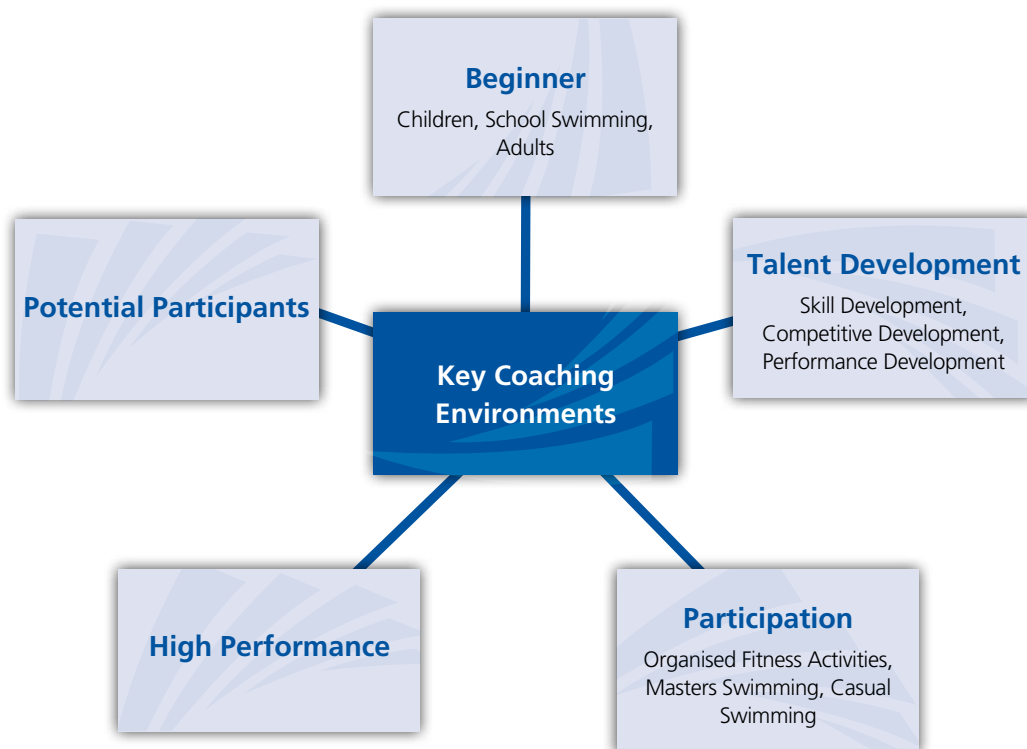 Beginner
Children, School Swimming,
Adults
Potential Participants
Talent Development
Skill Development,
Competitive Development,
Performance Development
Key Coaching
Environments
High Performance
Participation
Organised Fitness Activities,
Masters Swimming, Casual
Swimming